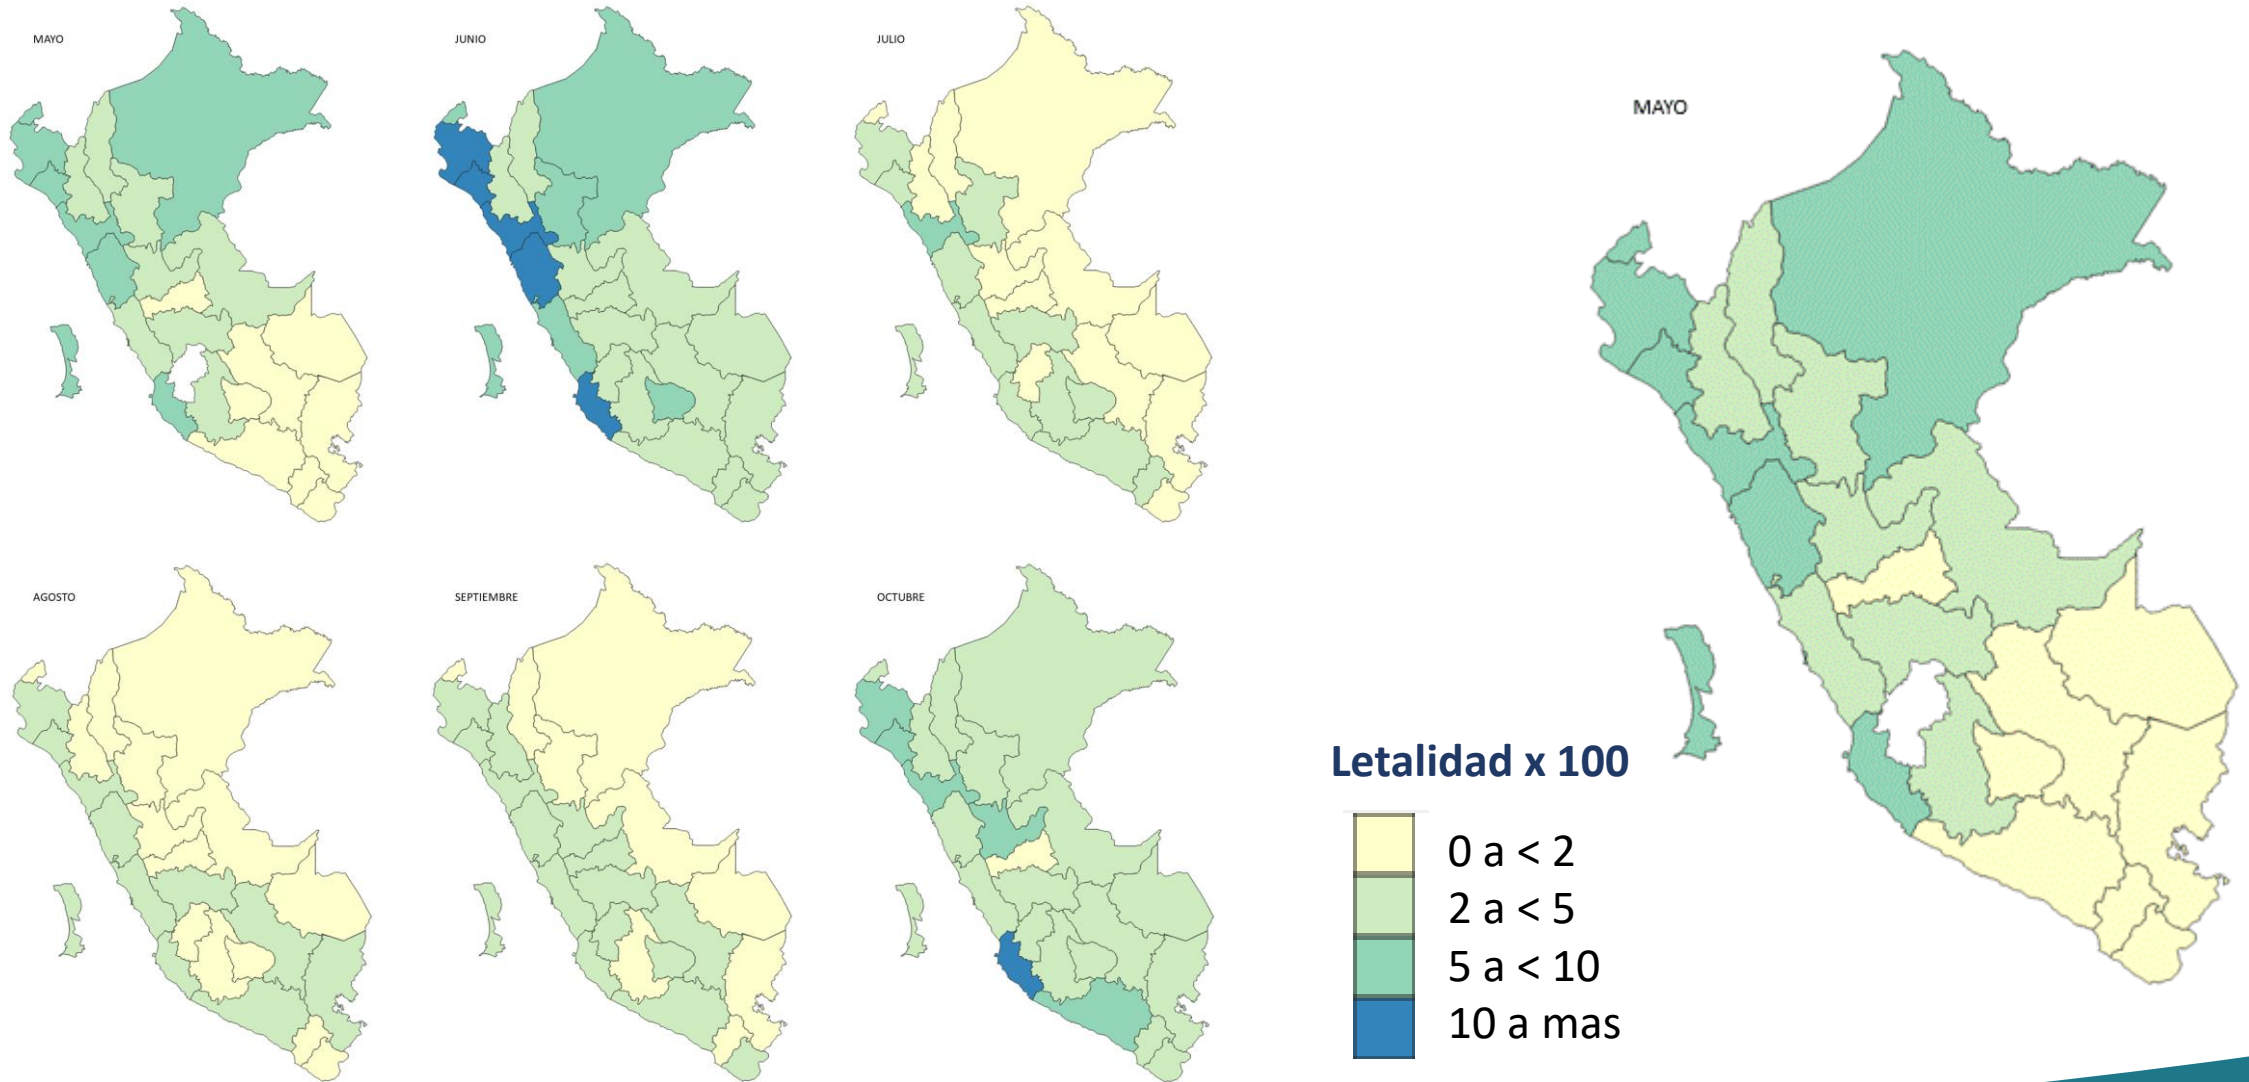 MAYO
JUNIO
JULIO
MAYO
AGOSTO
SEPTIEMBRE
OCTUBRE
Letalidad x 100
0 a < 2
2 a < 5
5 a < 10
10 a mas